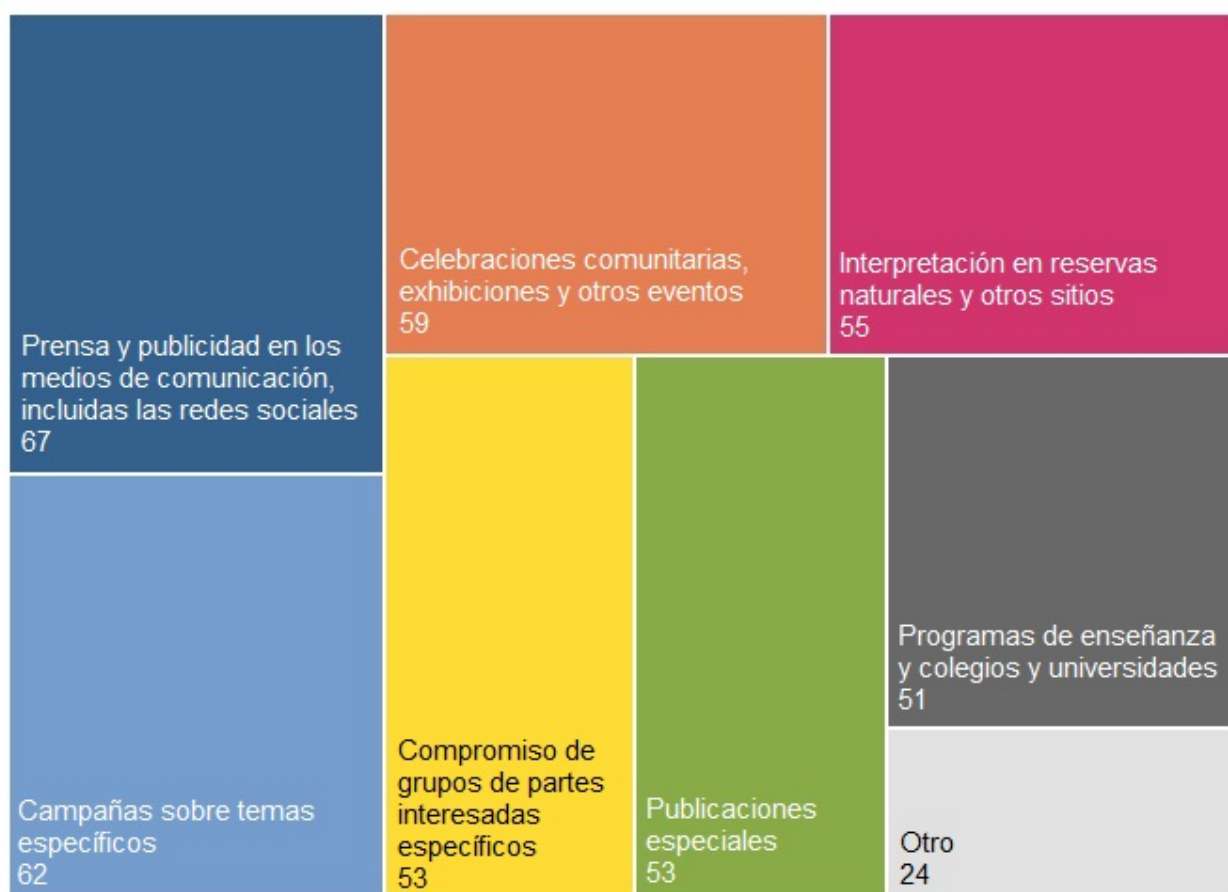 Prensa y publicidad en los
medios de comunicación,
incluidas las redes sociales
67
Celebraciones comunitarias,
exhibiciones y otros eventos
59
Interpretación en reservas
naturales y otros sitios
55
Campañas sobre temas
específicos
62
Compromiso de
grupos de partes
interesadas
específicos
53
Publicaciones
especiales
53
Programas de enseñanza
y colegios y universidades
51
Otro
24